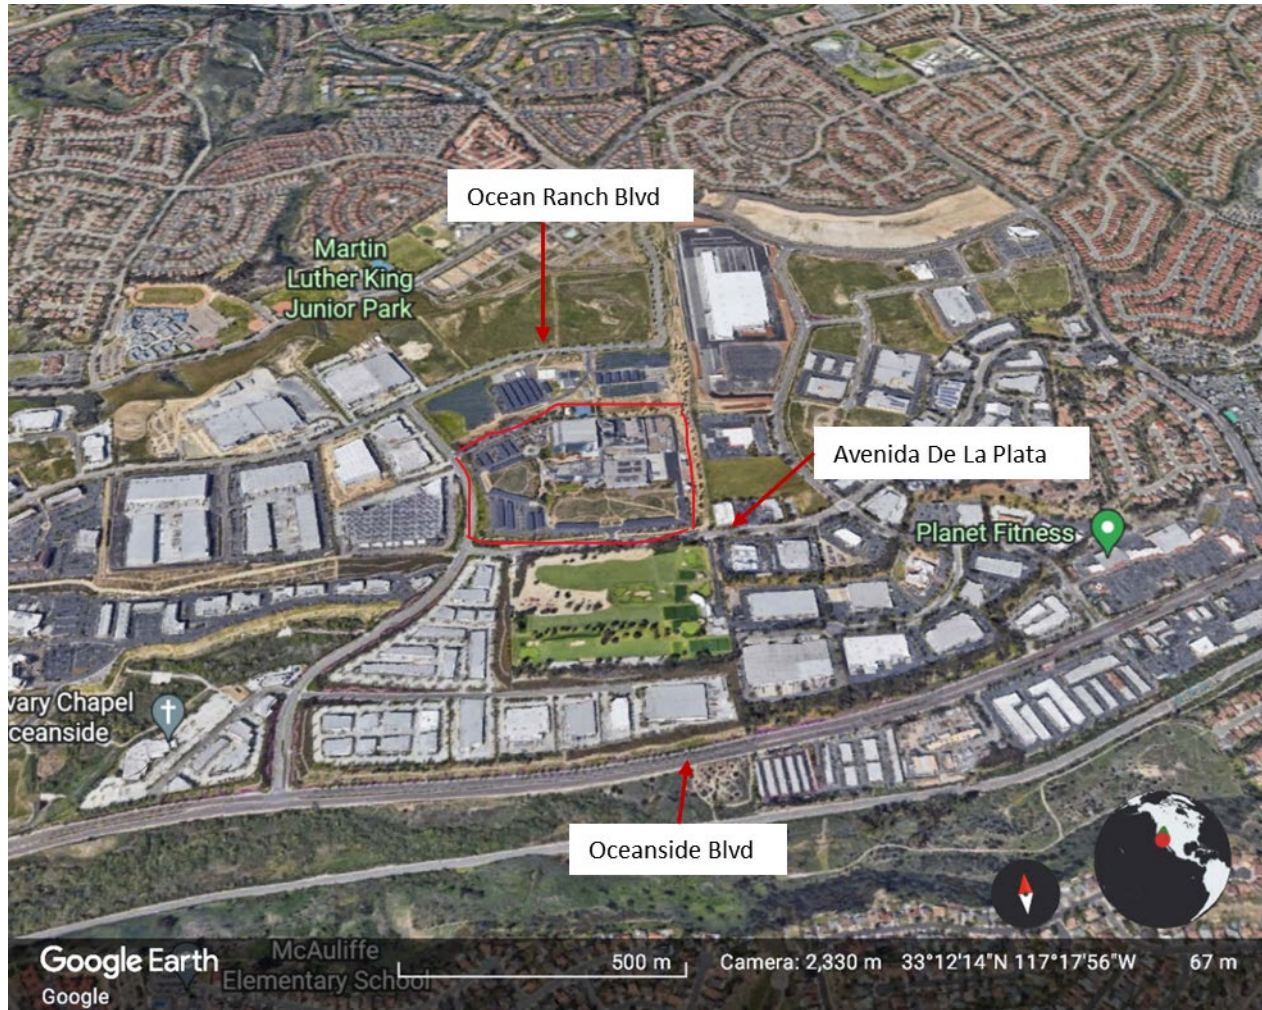 Ocean Ranch Blvd
Martin
Luther King
Junior Park
Avenida De La Plata
Planet Fitness
vary Chapel
ceanside
Oceanside Blvd
McAuliffe
Elementary School
Google Earth
Google
500 m
Camera: 2,330 m
33°12'14"N 117°17'56"W
67 m